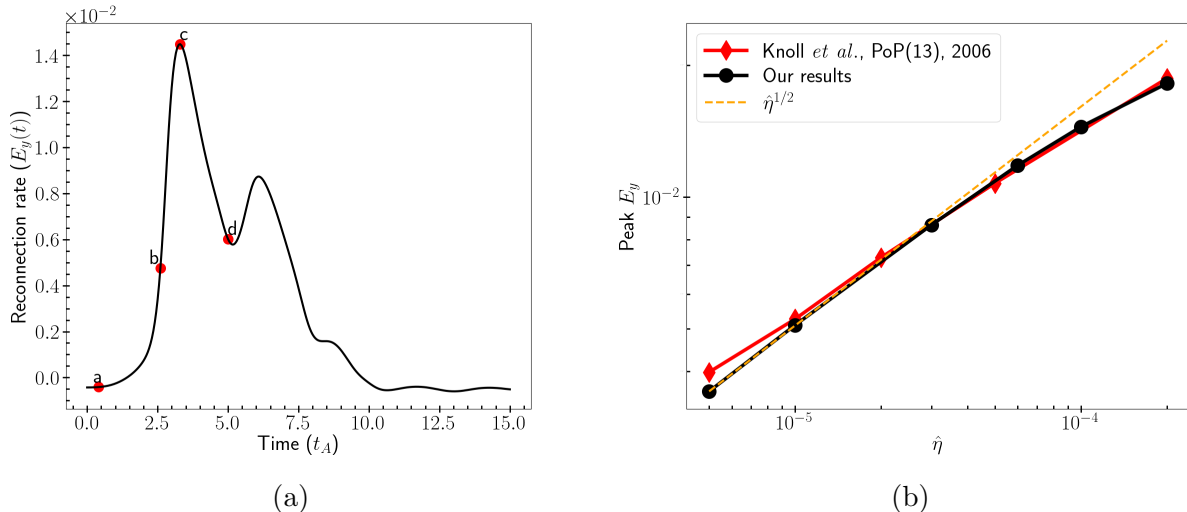 ×10⁻²
1.4
1.2
1.0
0.8
0.6
0.4
0.2
0.0
Reconnection rate (E_y(t))
a
b
c
d
0.0 2.5 5.0 7.5 10.0 12.5 15.0
Time (t_A)
(a)
Knoll et al., PoP(13), 2006
Our results
η̂^{1/2}
10⁻²
Peak E_y
10⁻⁵ 10⁻⁴
η̂
(b)